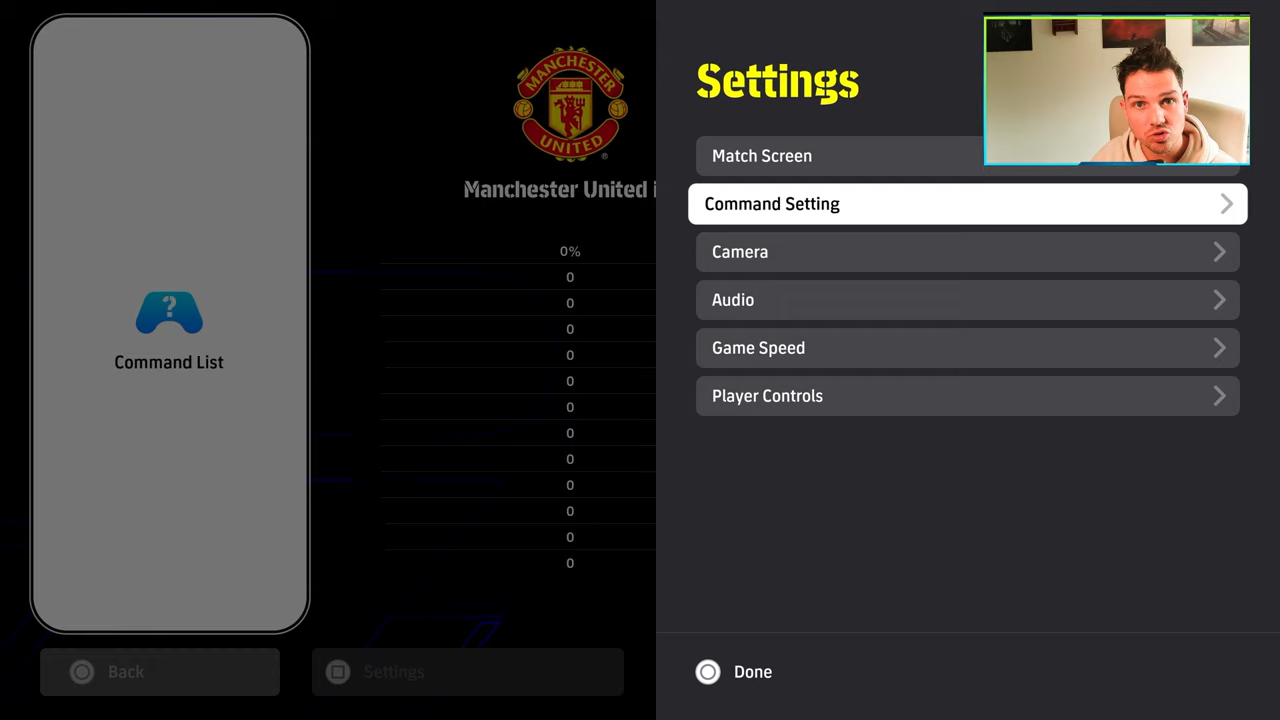 MANCHESTER
UNITED
Manchester United
0%
0
0
0
0
0
0
0
0
0
0
0
0
?
Command List
Back
Settings
Settings
Match Screen
Command Setting
Camera
Audio
Game Speed
Player Controls
Done